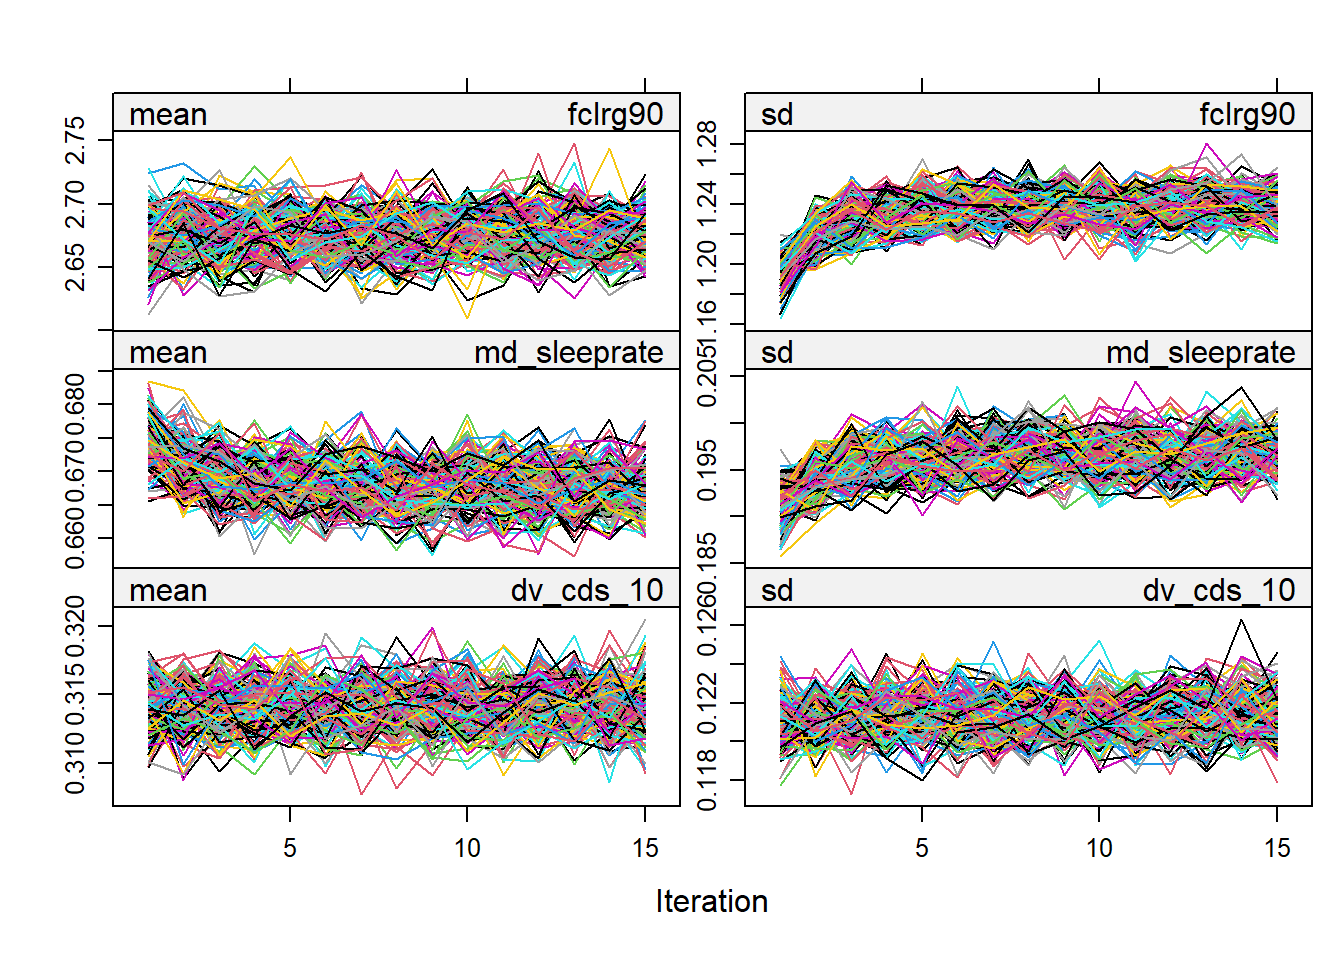 mean fclrg90
sd fclrg90
2.65 2.70 2.75
1.16 1.20 1.24 1.28
mean md_sleeprate
sd md_sleeprate
0.660 0.670 0.680
0.185 0.195 0.205
mean dv_cds_10
sd dv_cds_10
0.310 0.315 0.320
0.118 0.122 0.126
5 10 15
5 10 15
Iteration